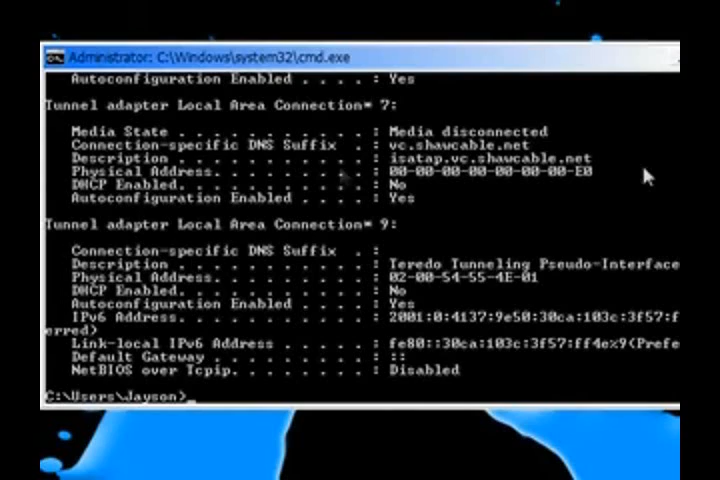 Administrator: C:\Windows\system32\cmd.exe
Autoconfiguration Enabled . . . . : Yes
Tunnel adapter Local Area Connection* 7:
Media State . . . . . . . . . . . : Media disconnected
Connection-specific DNS Suffix  . : vc.shawcable.net
Description . . . . . . . . . . . : isatap.vc.shawcable.net
Physical Address. . . . . . . . . : 00-00-00-00-00-00-00-E0
DHCP Enabled. . . . . . . . . . . : No
Autoconfiguration Enabled . . . . : Yes
Tunnel adapter Local Area Connection* 9:
Connection-specific DNS Suffix  . :
Description . . . . . . . . . . . : Teredo Tunneling Pseudo-Interface
Physical Address. . . . . . . . . : 02-00-54-55-4E-01
DHCP Enabled. . . . . . . . . . . : No
Autoconfiguration Enabled . . . . : Yes
IPv6 Address. . . . . . . . . . . : 2001:0:4137:9e50:30ca:103c:3f57:f
erred)
Link-local IPv6 Address . . . . . : fe80::30ca:103c:3f57:ff4e%9(Prefe
Default Gateway . . . . . . . . . : ::
NetBIOS over Tcpip. . . . . . . . : Disabled
C:\Users\Jayson>_